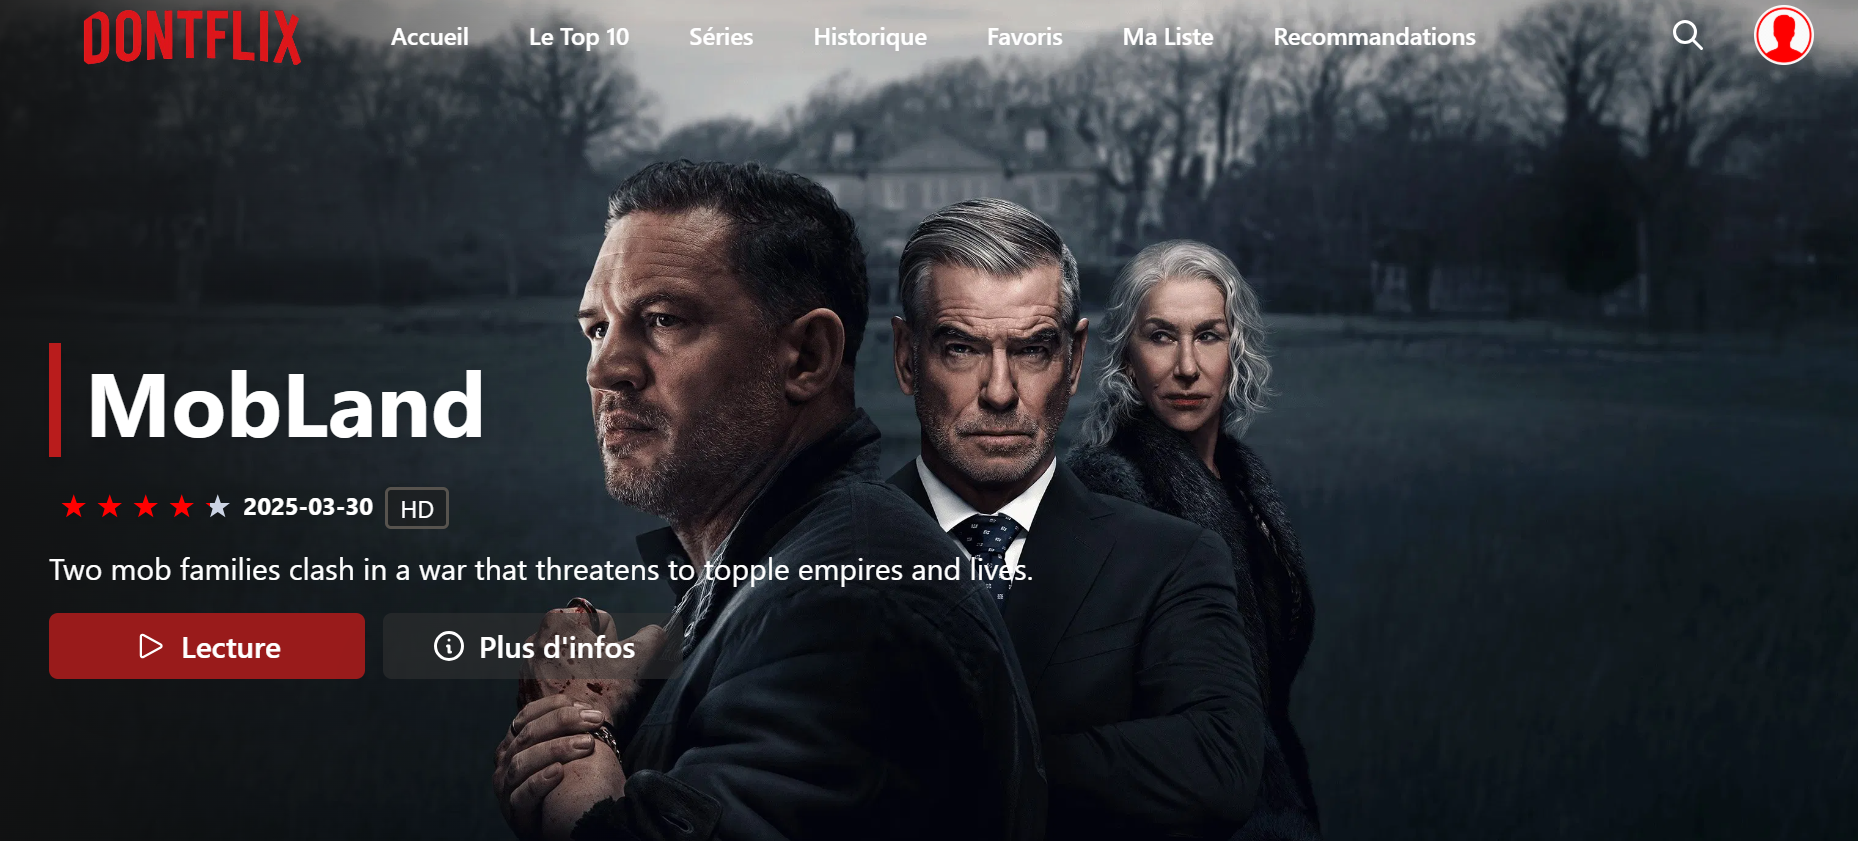 DONTFLIX
Accueil Le Top 10 Séries Historique Favoris Ma Liste Recommandations
MobLand
2025-03-30 HD
Two mob families clash in a war that threatens to topple empires and lives.
Lecture Plus d'infos